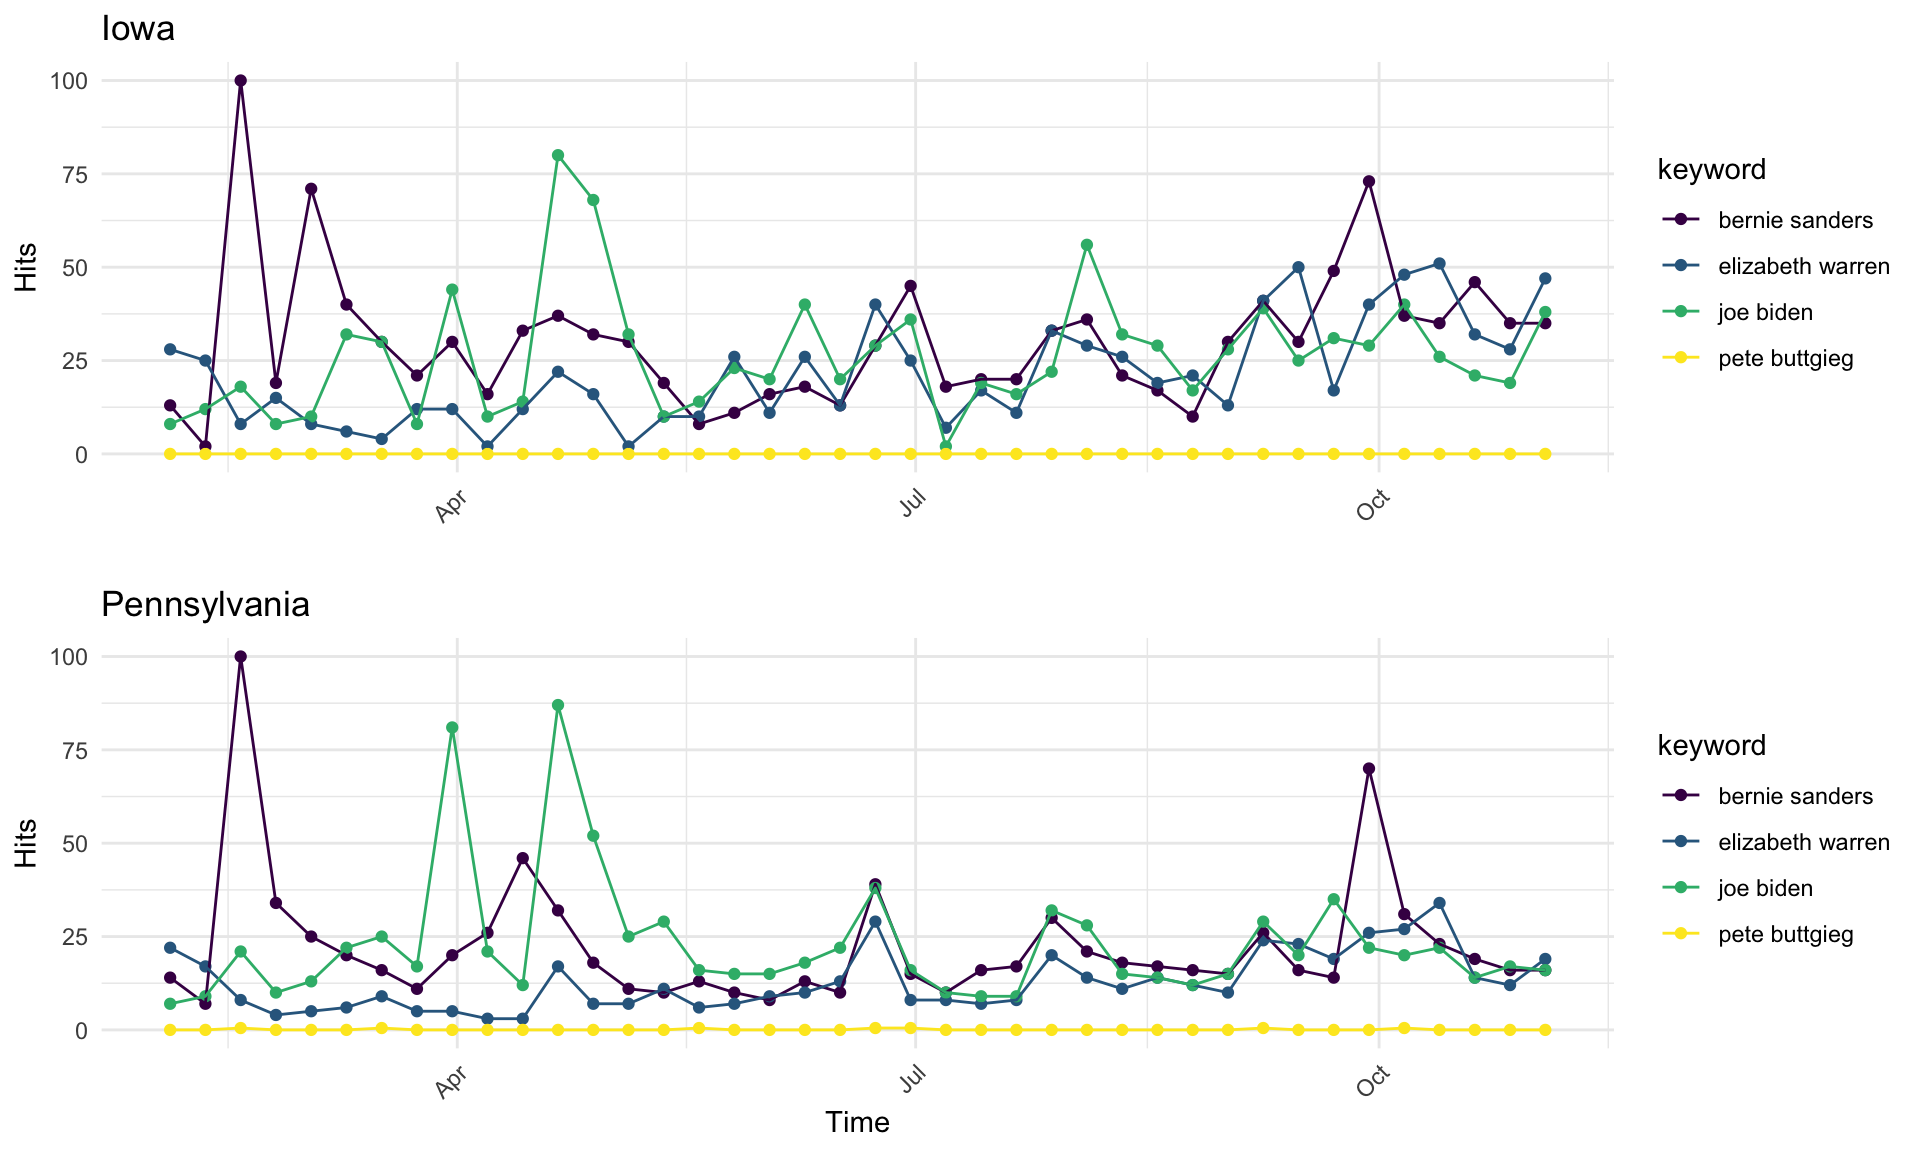 Iowa
100
75
50
25
0
Hits
Apr
Jul
Oct
keyword
bernie sanders
elizabeth warren
joe biden
pete buttgieg
Pennsylvania
100
75
50
25
0
Hits
Apr
Jul
Oct
Time
keyword
bernie sanders
elizabeth warren
joe biden
pete buttgieg